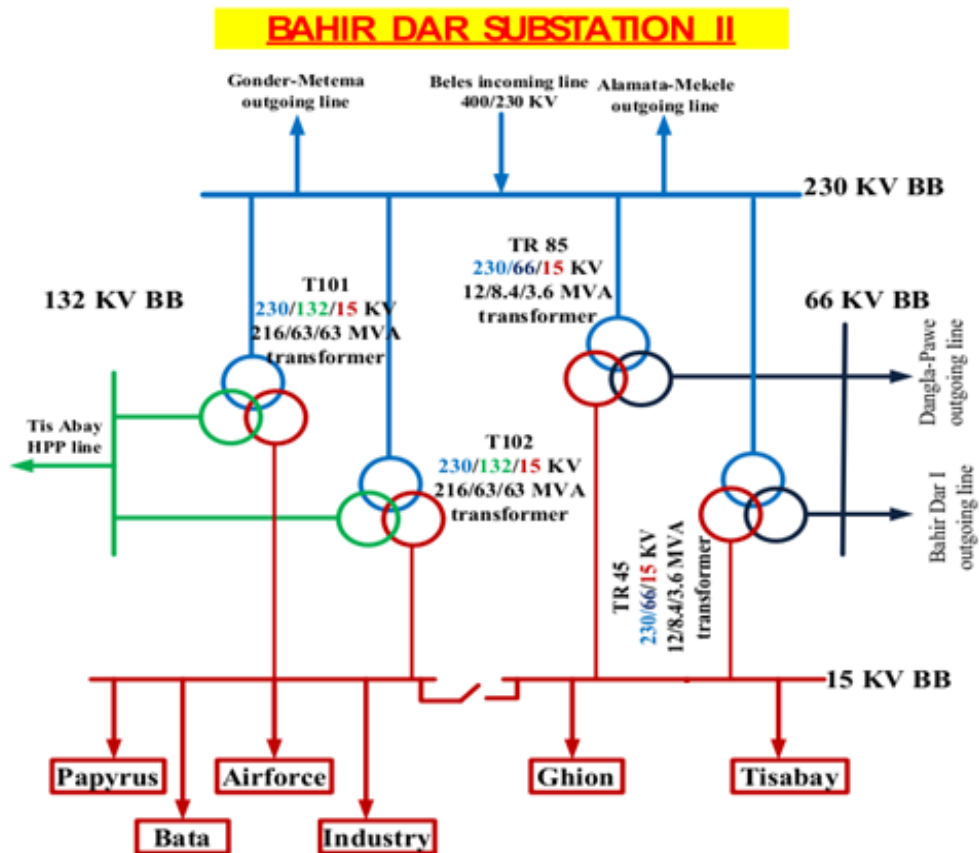 BAHIR DAR SUBSTATION II
Gonder-Metema
outgoing line
Beles incoming line
400/230 KV
Alamata-Mekele
outgoing line
230 KV BB
TR 85
230/66/15 KV
12/8.4/3.6 MVA
transformer
T101
230/132/15 KV
216/63/63 MVA
transformer
132 KV BB
66 KV BB
Dangla-Pawe
outgoing line
Tis Abay
HPP line
T102
230/132/15 KV
216/63/63 MVA
transformer
Bahir Dar I
outgoing line
TR 45
230/66/15 KV
12/8.4/3.6 MVA
transformer
15 KV BB
Papyrus
Airforce
Ghion
Tisabay
Bata
Industry